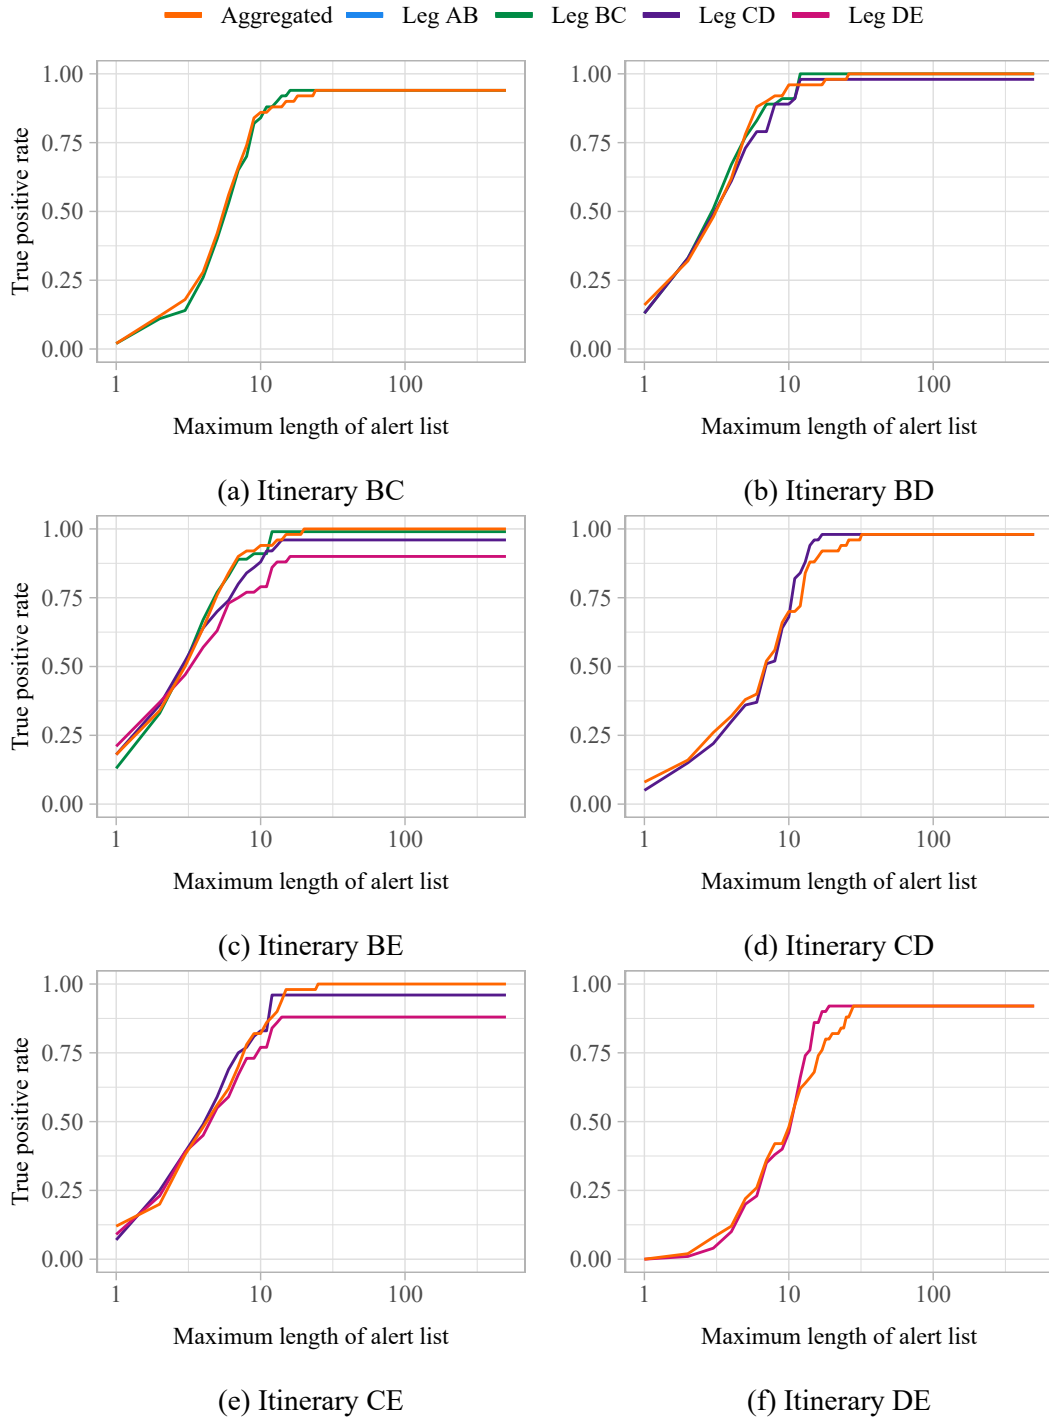 Aggregated Leg AB Leg BC Leg CD Leg DE
1.00 1.00
0.75 0.75
0.50 0.50
0.25 0.25
0.00 0.00
True positive rate
1 10 100 1 10 100
Maximum length of alert list Maximum length of alert list
(a) Itinerary BC (b) Itinerary BD
1.00 1.00
0.75 0.75
0.50 0.50
0.25 0.25
0.00 0.00
True positive rate
1 10 100 1 10 100
Maximum length of alert list Maximum length of alert list
(c) Itinerary BE (d) Itinerary CD
1.00 1.00
0.75 0.75
0.50 0.50
0.25 0.25
0.00 0.00
True positive rate
1 10 100 1 10 100
Maximum length of alert list Maximum length of alert list
(e) Itinerary CE (f) Itinerary DE